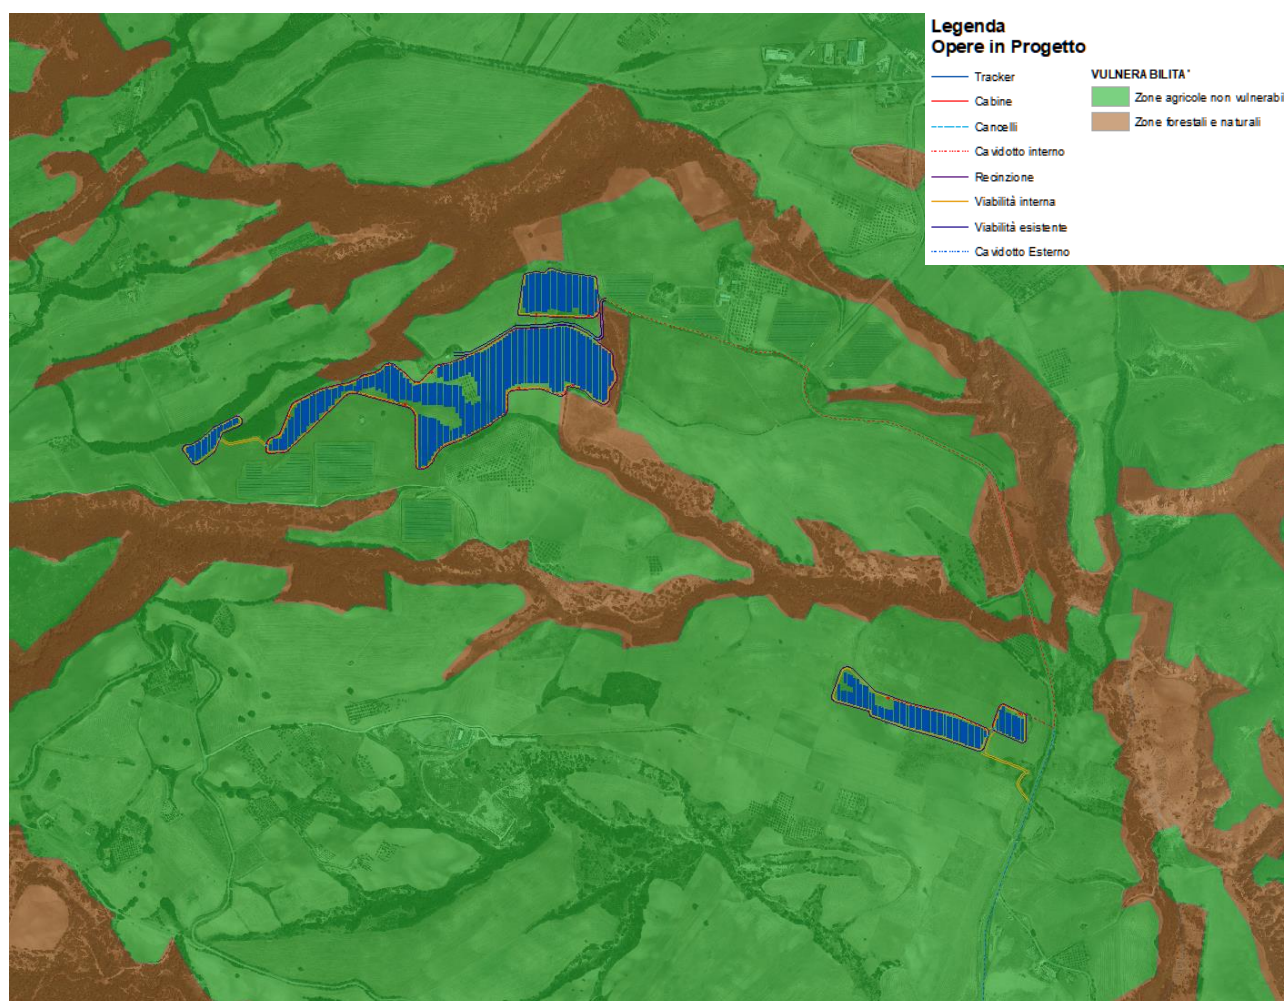 Legenda
Opere in Progetto
Tracker
Cabine
Cancelli
Cavidotto interno
Recinzione
Viabilità interna
Viabilità esistente
Cavidotto Esterno
VULNERABILITA'
Zone agricole non vulnerabi
Zone forestali e naturali